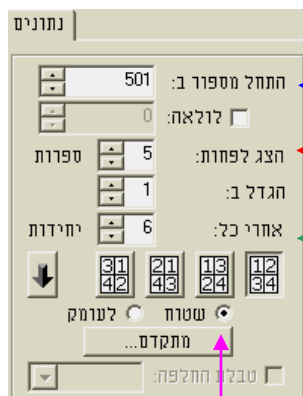 נתונים
התחל מספור ב: 501
לולאה: 0
הצג לפחות: 5 ספרות
הגדל ב: 1
אחרי כל: 6 יחידות
12 13 21 31
34 24 43 42
שטוח לעומק
מתקדם...
טבלת החלפה: